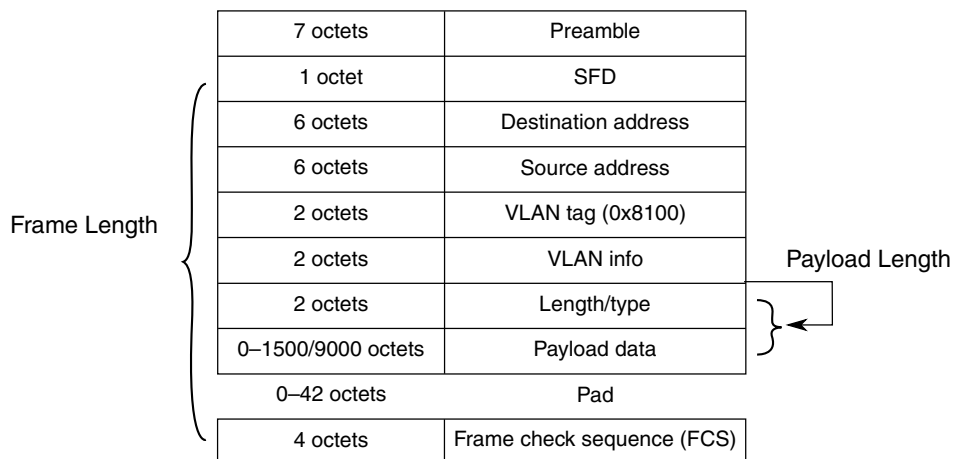 7 octets Preamble
1 octet SFD
6 octets Destination address
6 octets Source address
2 octets VLAN tag (0x8100)
Frame Length
2 octets VLAN info
Payload Length
2 octets Length/type
0–1500/9000 octets Payload data
0–42 octets Pad
4 octets Frame check sequence (FCS)